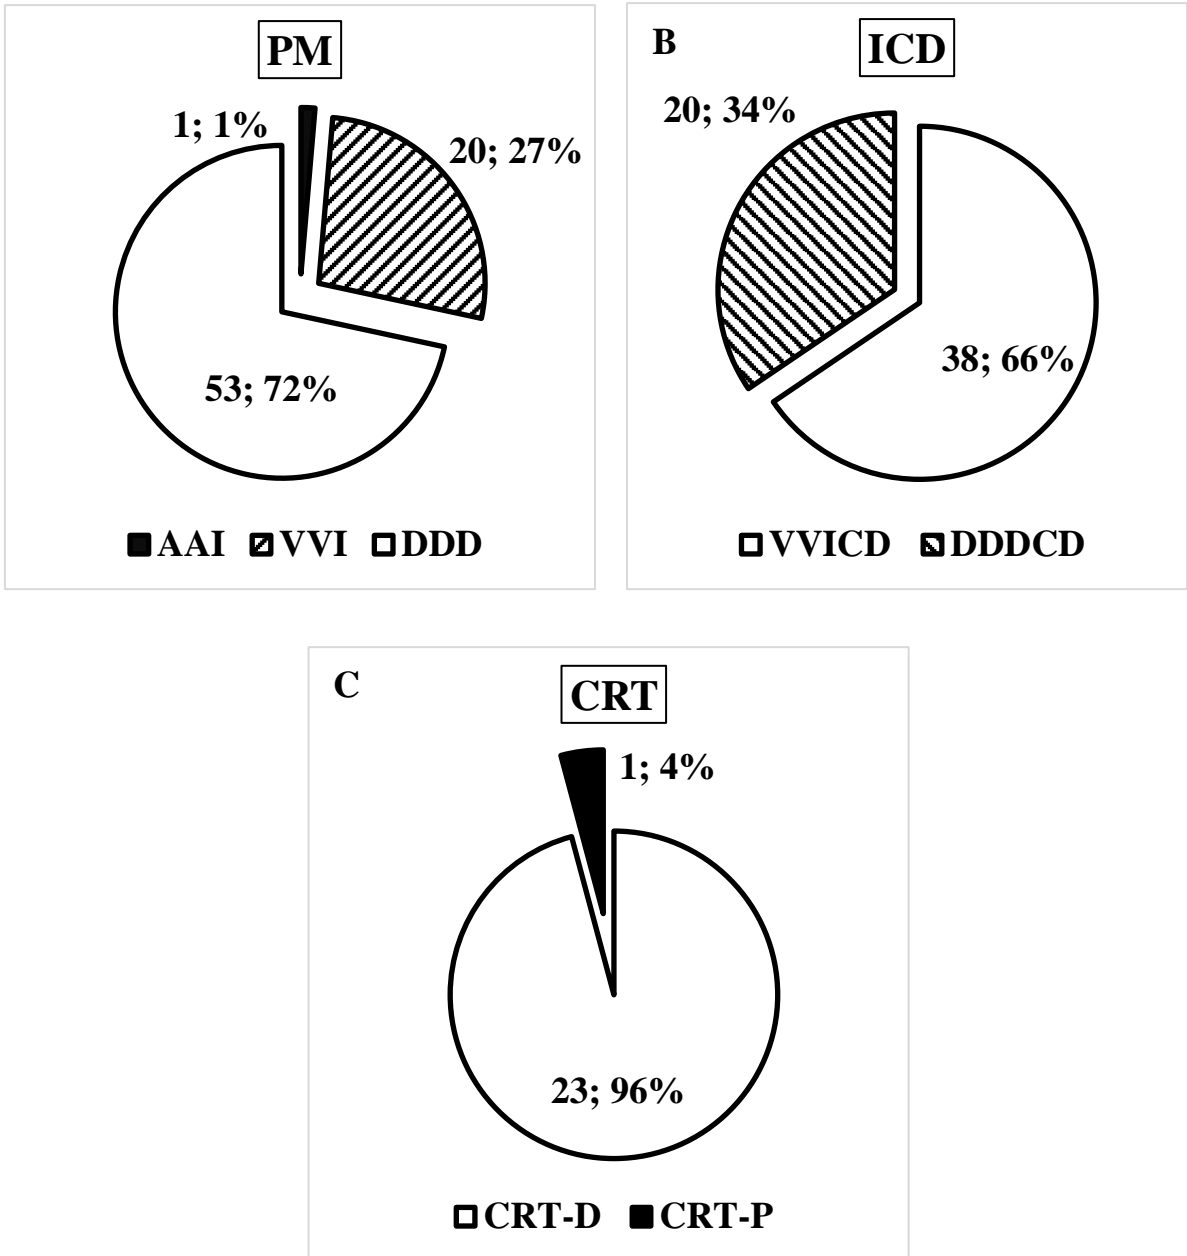 PM
1; 1%
20; 27%
53; 72%
AAI VVI DDD
B
ICD
20; 34%
38; 66%
VVICD DDDCD
C
CRT
1; 4%
23; 96%
CRT-D CRT-P